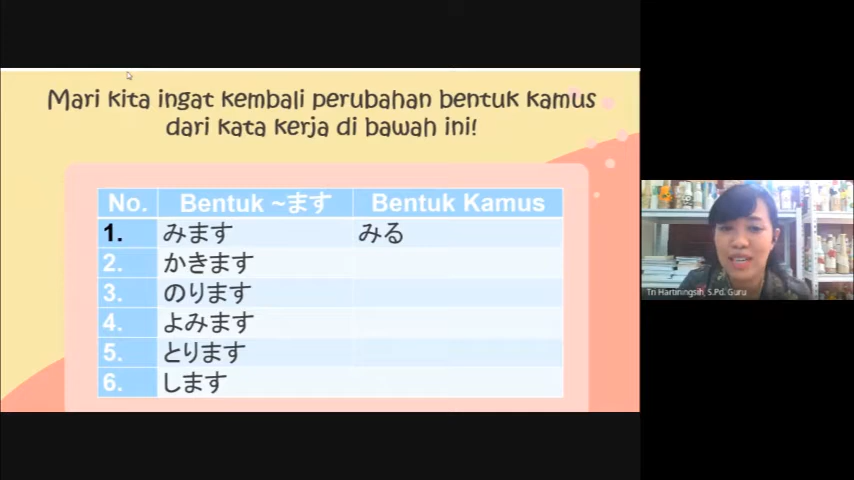 Mari kita ingat kembali perubahan bentuk kamus
dari kata kerja di bawah ini!
No. Bentuk ~ます Bentuk Kamus
1. みます みる
2. かきます
3. のります
4. よみます
5. とります
6. します
Tri Hartiningsih, S.Pd. Guru